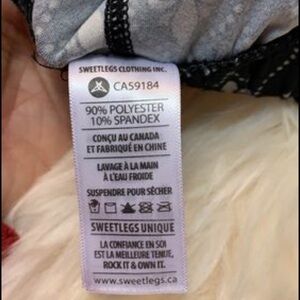 SWEETLEGS CLOTHING INC.
CA59184
90% POLYESTER
10% SPANDEX
CONÇU AU CANADA
ET FABRIQUÉ EN CHINE
LAVAGE À LA MAIN
À L'EAU FROIDE
SUSPENDRE POUR SÉCHER
SWEETLEGS UNIQUE
LA CONFIANCE EN SOI
EST LA MEILLEURE TENUE,
ROCK IT & OWN IT.
www.sweetlegs.ca